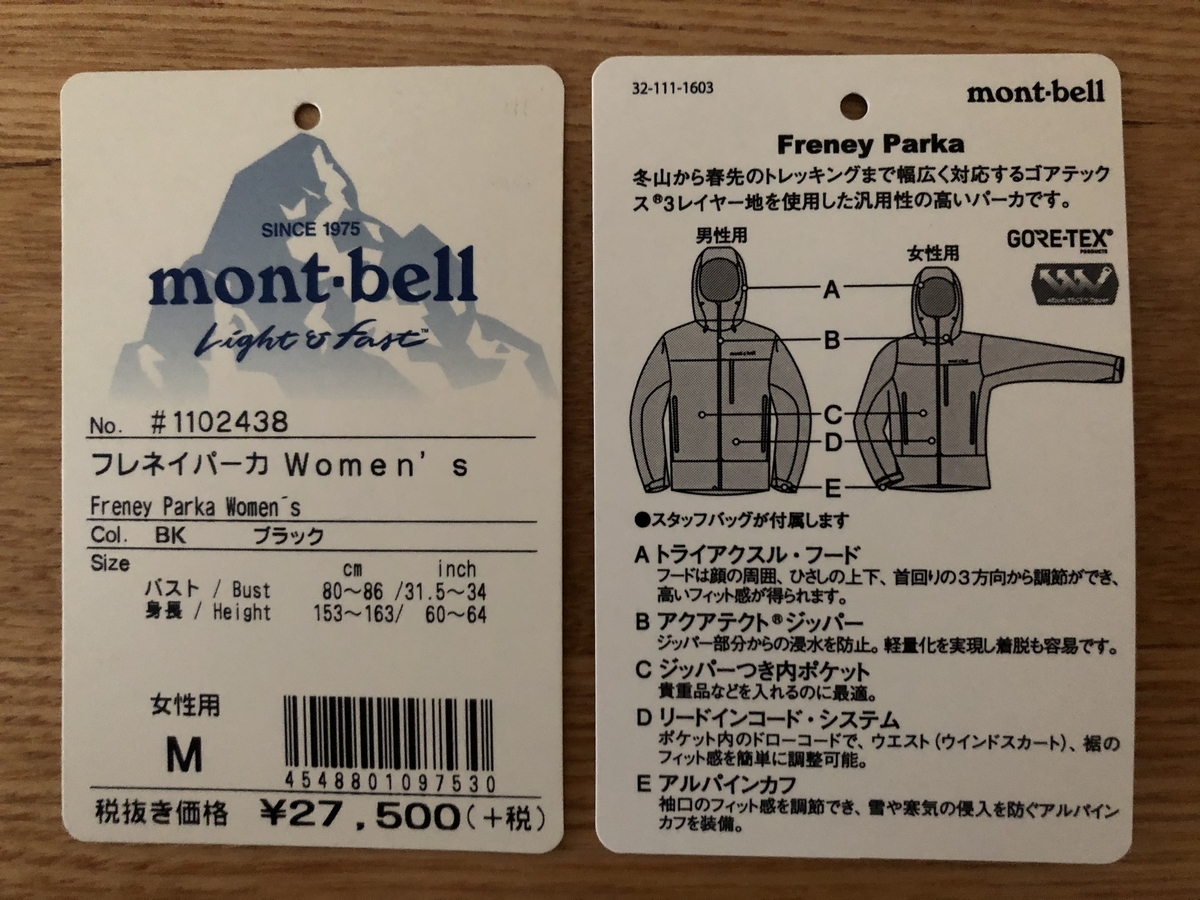 SINCE 1975
mont·bell
Light & Fast™
No. #1102438
フレネイパーカ Women's
Freney Parka Women´s
Col. BK ブラック
Size cm inch
バスト / Bust 80〜86 /31.5〜34
身長 / Height 153〜163/ 60〜64
女性用
M
4548801097530
税抜き価格 ¥27,500(+税)
32-111-1603
mont·bell
Freney Parka
冬山から春先のトレッキングまで幅広く対応するゴアテック
ス®3レイヤー地を使用した汎用性の高いパーカです。
男性用
女性用
GORE-TEX®
PRODUCTS
A
B
C
D
E
mont·bell
mont·bell
●スタッフバッグが付属します
A トライアクスル・フード
フードは顔の周囲、ひさしの上下、首回りの3方向から調節ができ、
高いフィット感が得られます。
B アクアテクト®ジッパー
ジッパー部分からの浸水を防止。軽量化を実現し着脱も容易です。
C ジッパーつき内ポケット
貴重品などを入れるのに最適。
D リードインコード・システム
ポケット内のドローコードで、ウエスト(ウインドスカート)、裾の
フィット感を簡単に調整可能。
E アルパインカフ
袖口のフィット感を調節でき、雪や寒気の侵入を防ぐアルパイン
カフを装備。